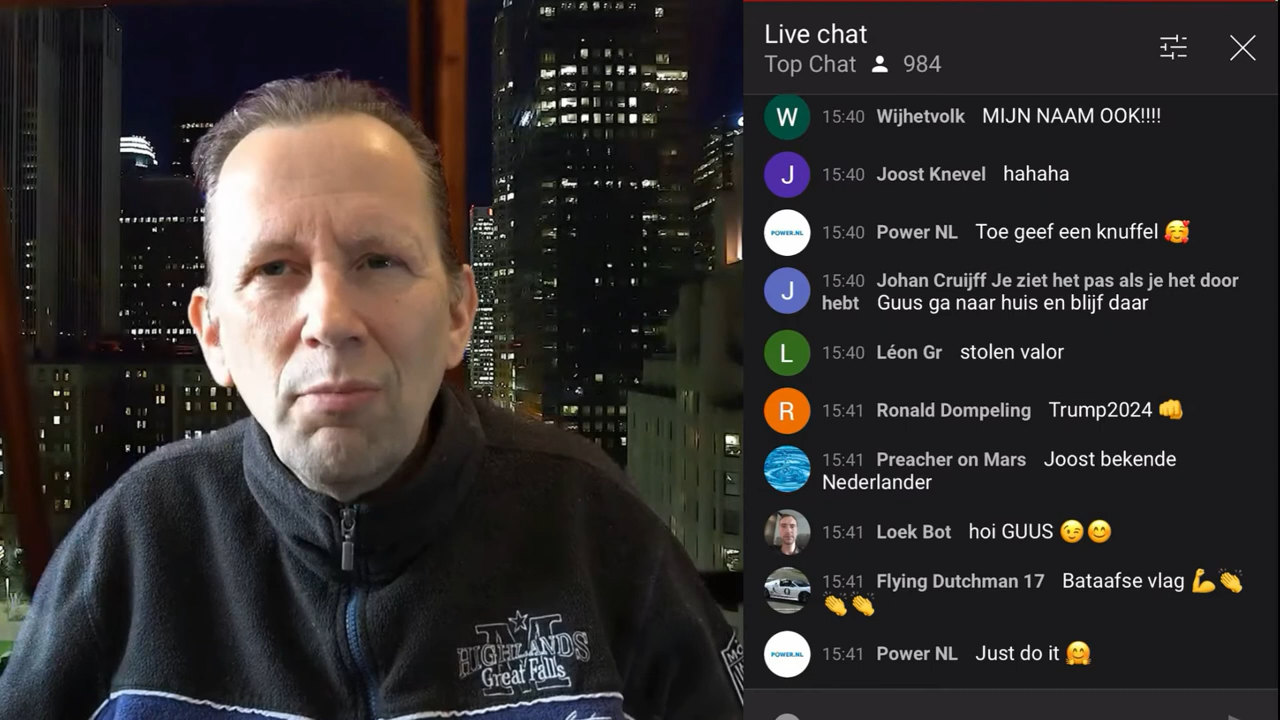 Live chat
Top Chat 984
15:40 Wijhetvolk MIJN NAAM OOK!!!!
15:40 Joost Knevel hahaha
POWER.NL
15:40 Power NL Toe geef een knuffel 🥰
15:40 Johan Cruijff Je ziet het pas als je het door
hebt Guus ga naar huis en blijf daar
15:40 Léon Gr stolen valor
15:41 Ronald Dompeling Trump2024 👊
15:41 Preacher on Mars Joost bekende
Nederlander
15:41 Loek Bot hoi GUUS 😉😊
15:41 Flying Dutchman 17 Bataafse vlag 💪👏
👏👏
POWER.NL
15:41 Power NL Just do it 🤗
W
J
J
L
R
M
HIGHLANDS
Great Falls